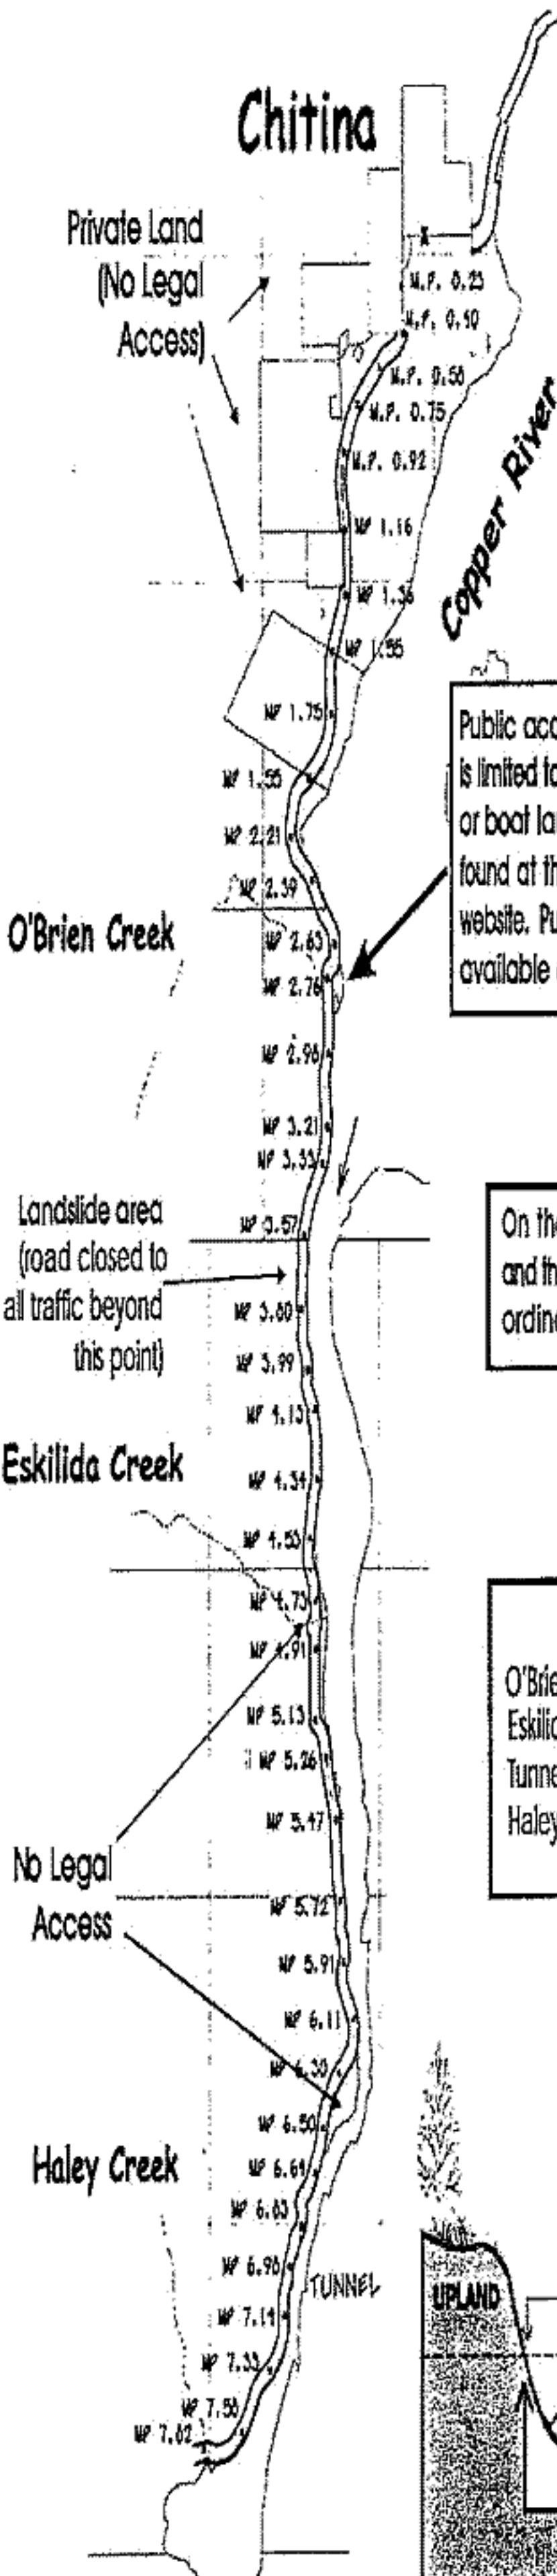 Chitina
Private Land
(No Legal
Access)
M.P. 0.23
M.P. 0.40
M.P. 0.58
M.P. 0.75
M.P. 0.92
MP 1.16
MP 1.36
Copper River
MP 1.55
MP 1.75
Public acc
is limited fo
or boat la
found at th
website. Pu
available
MP 2.21
MP 2.39
O'Brien Creek
MP 2.63
MP 2.76
MP 2.96
MP 3.21
MP 3.33
Landslide area
(road closed to
all traffic beyond
this point)
MP 3.57
On the
and th
ordin
MP 3.80
MP 3.99
MP 4.13
Eskilida Creek
MP 4.34
MP 4.53
MP 4.73
MP 4.91
O'Brie
Eskilid
Tunne
Haley
MP 5.13
MP 5.26
MP 5.47
No Legal
Access
MP 5.72
MP 5.91
MP 6.11
MP 6.30
MP 6.50
Haley Creek
MP 6.64
MP 6.83
MP 6.96
TUNNEL
UPLAND
MP 7.14
MP 7.33
MP 7.56
MP 7.62